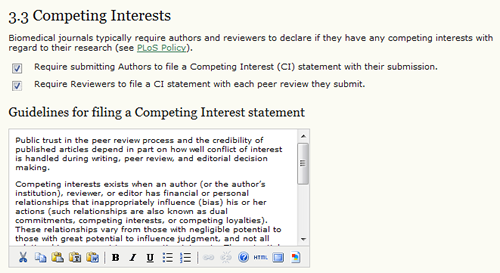 3.3 Competing Interests
Biomedical journals typically require authors and reviewers to declare if they have any competing interests with
regard to their research (see PLoS Policy).
Require submitting Authors to file a Competing Interest (CI) statement with their submission.
Require Reviewers to file a CI statement with each peer review they submit.
Guidelines for filing a Competing Interest statement
Public trust in the peer review process and the credibility of
published articles depend in part on how well conflict of interest
is handled during writing, peer review, and editorial decision
making.
Competing interests exists when an author (or the author's
institution), reviewer, or editor has financial or personal
relationships that inappropriately influence (bias) his or her
actions (such relationships are also known as dual
commitments, competing interests, or competing loyalties).
These relationships vary from those with negligible potential to
those with great potential to influence judgment, and not all
B I U HTML